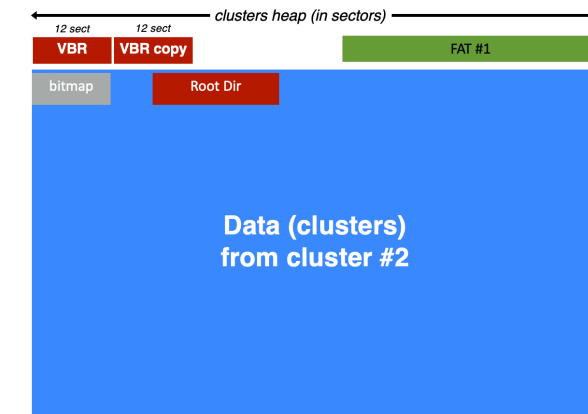 clusters heap (in sectors)
12 sect 12 sect
VBR VBR copy FAT #1
bitmap Root Dir
Data (clusters)
from cluster #2